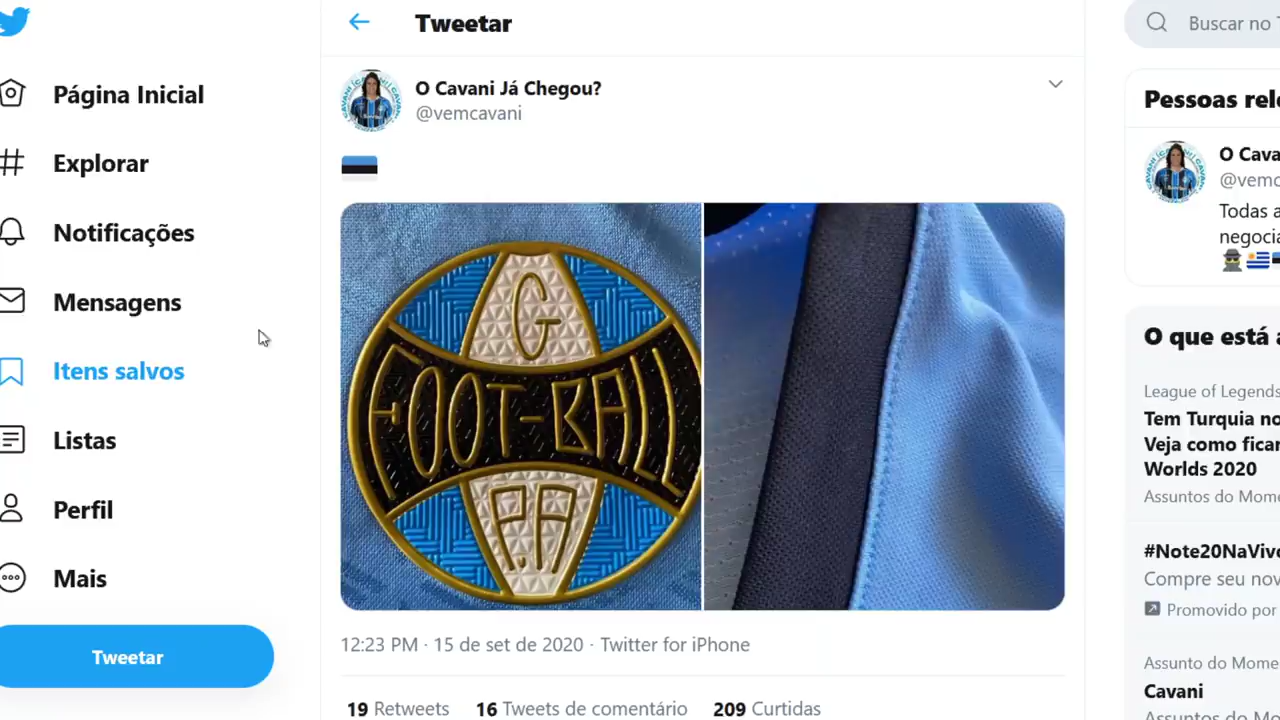 Página Inicial
Explorar
Notificações
Mensagens
Itens salvos
Listas
Perfil
Mais
Tweetar
Tweetar
O Cavani Já Chegou?
@vemcavani
G
FOOT-BALL
P.A
12:23 PM · 15 de set de 2020 · Twitter for iPhone
19 Retweets 16 Tweets de comentário 209 Curtidas
Buscar no
Pessoas rel
O Cava
@vemc
Todas a
negocia
O que está a
League of Legends
Tem Turquia no
Veja como ficar
Worlds 2020
Assuntos do Mom
#Note20NaViv
Compre seu nov
Promovido por
Assunto do Mome
Cavani